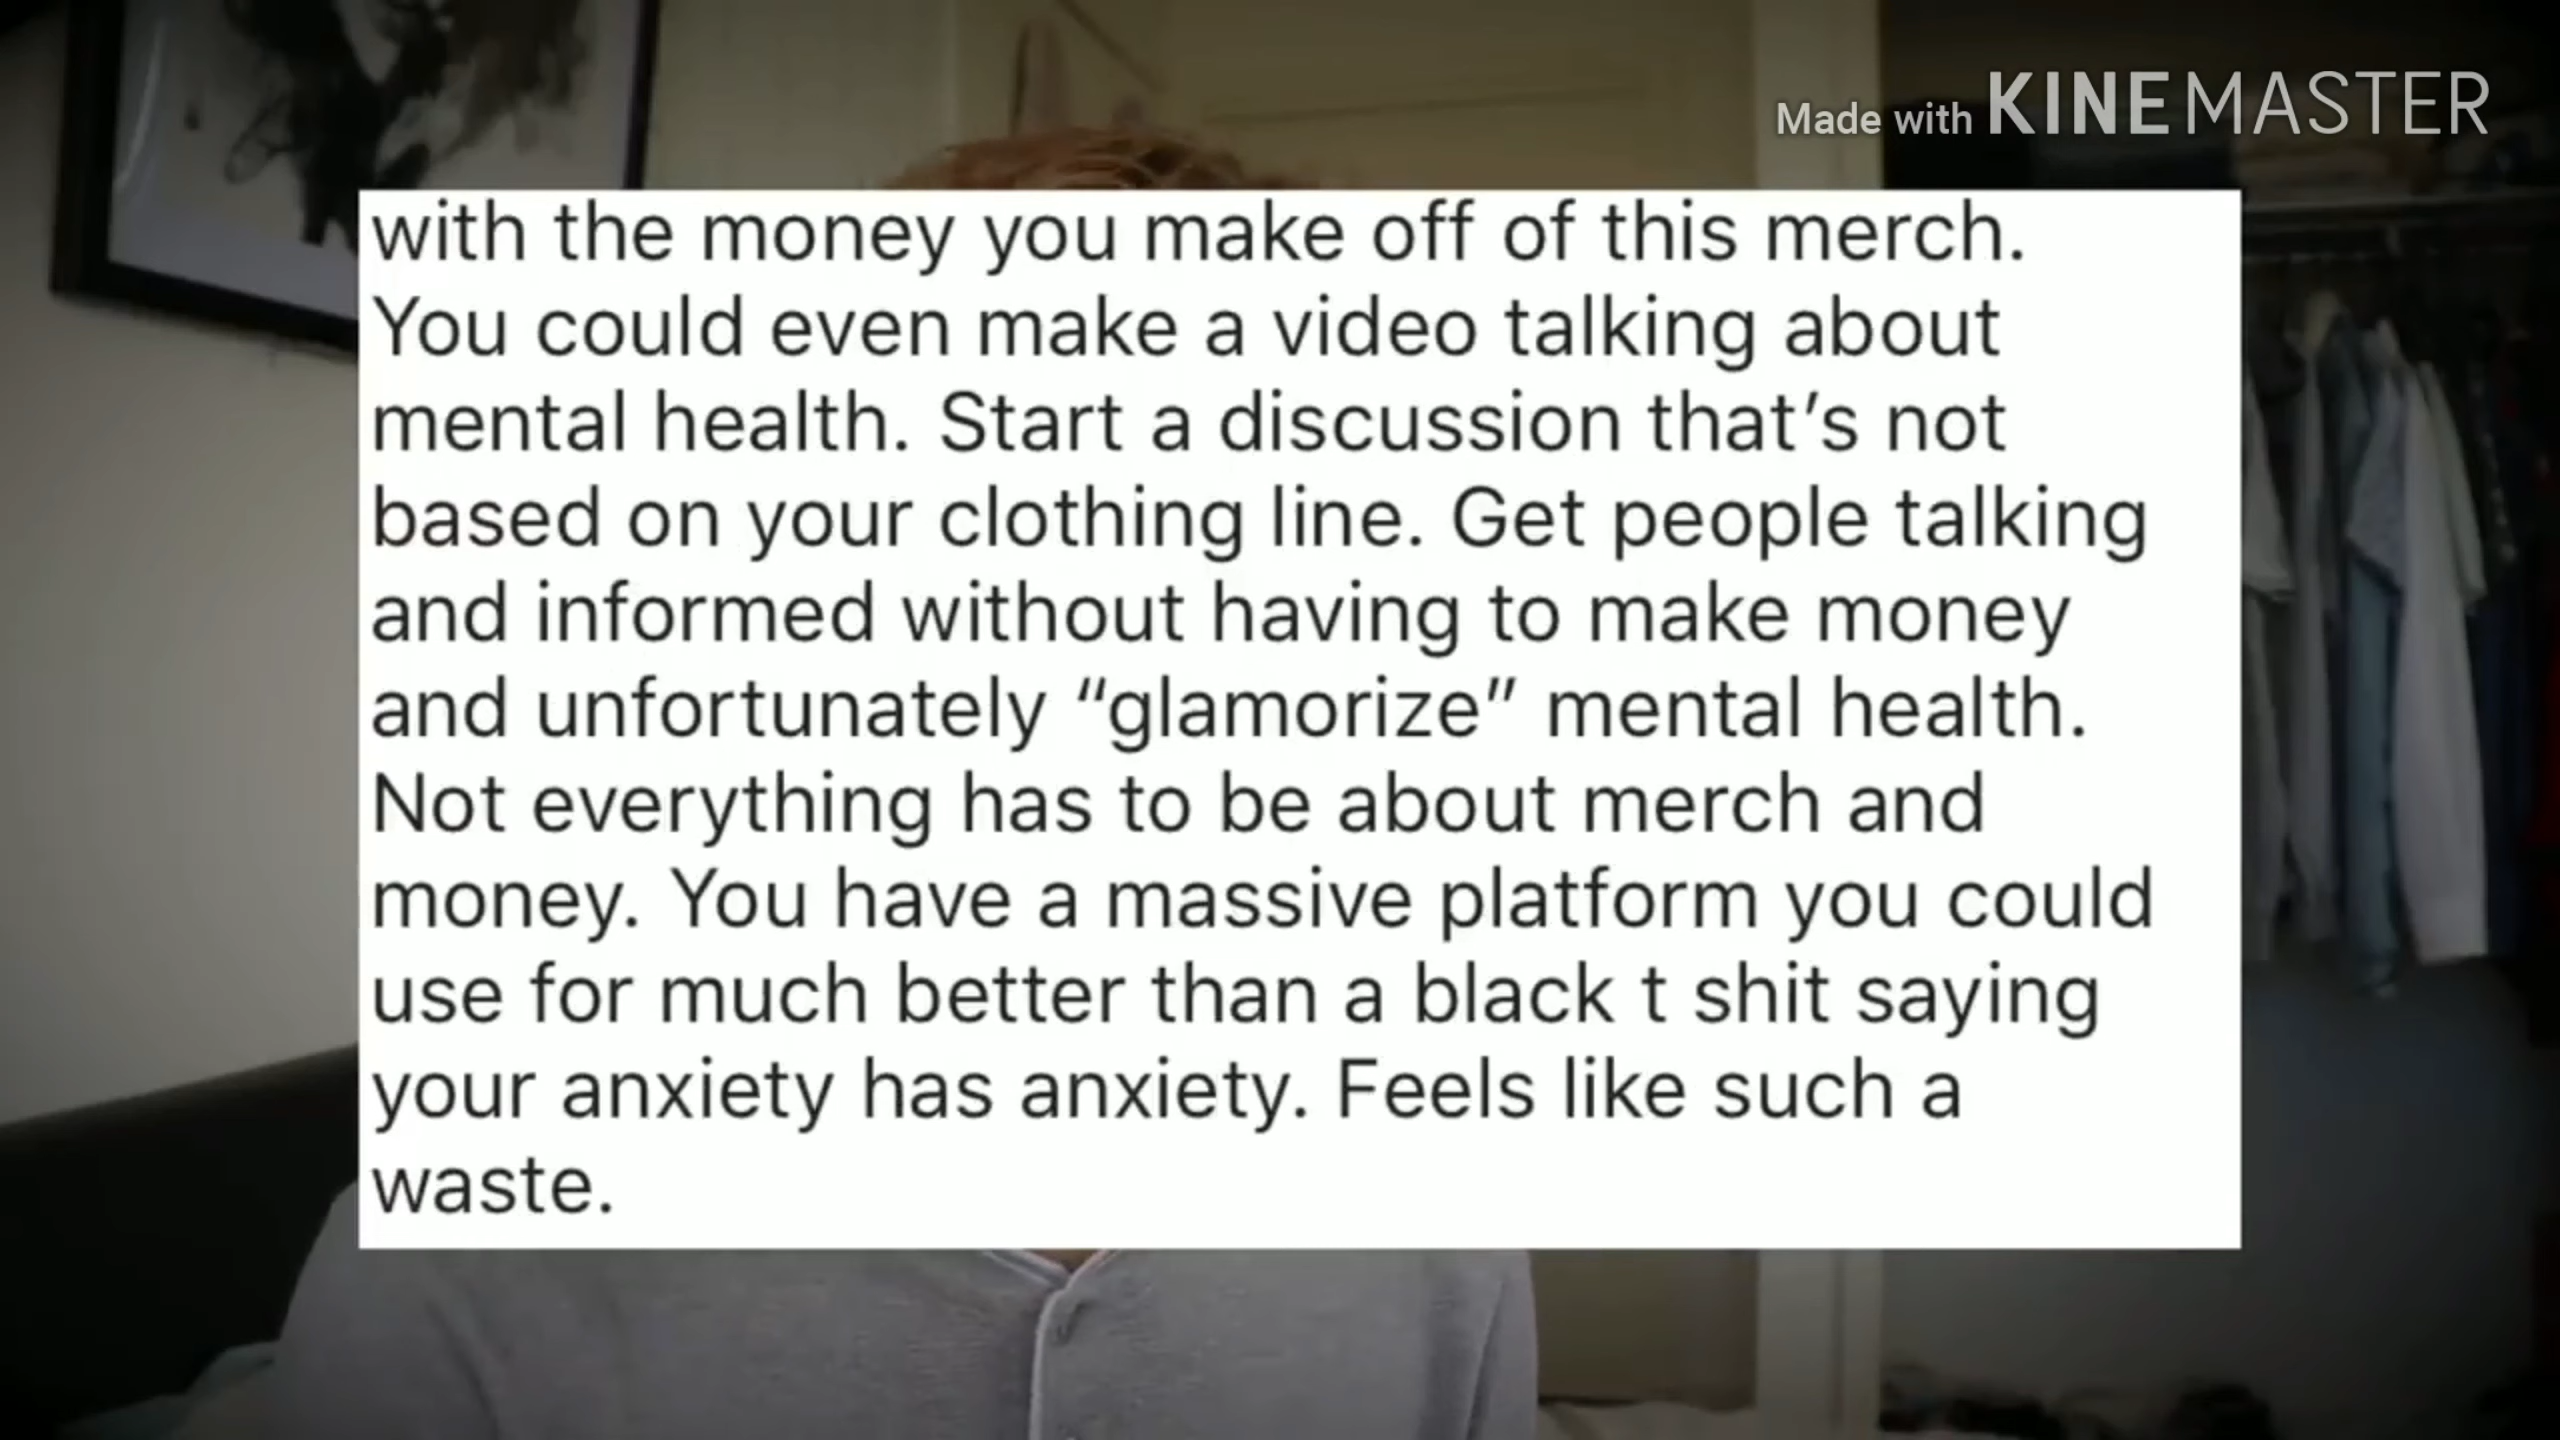 Made with KINEMASTER
with the money you make off of this merch.
You could even make a video talking about
mental health. Start a discussion that's not
based on your clothing line. Get people talking
and informed without having to make money
and unfortunately “glamorize” mental health.
Not everything has to be about merch and
money. You have a massive platform you could
use for much better than a black t shit saying
your anxiety has anxiety. Feels like such a
waste.